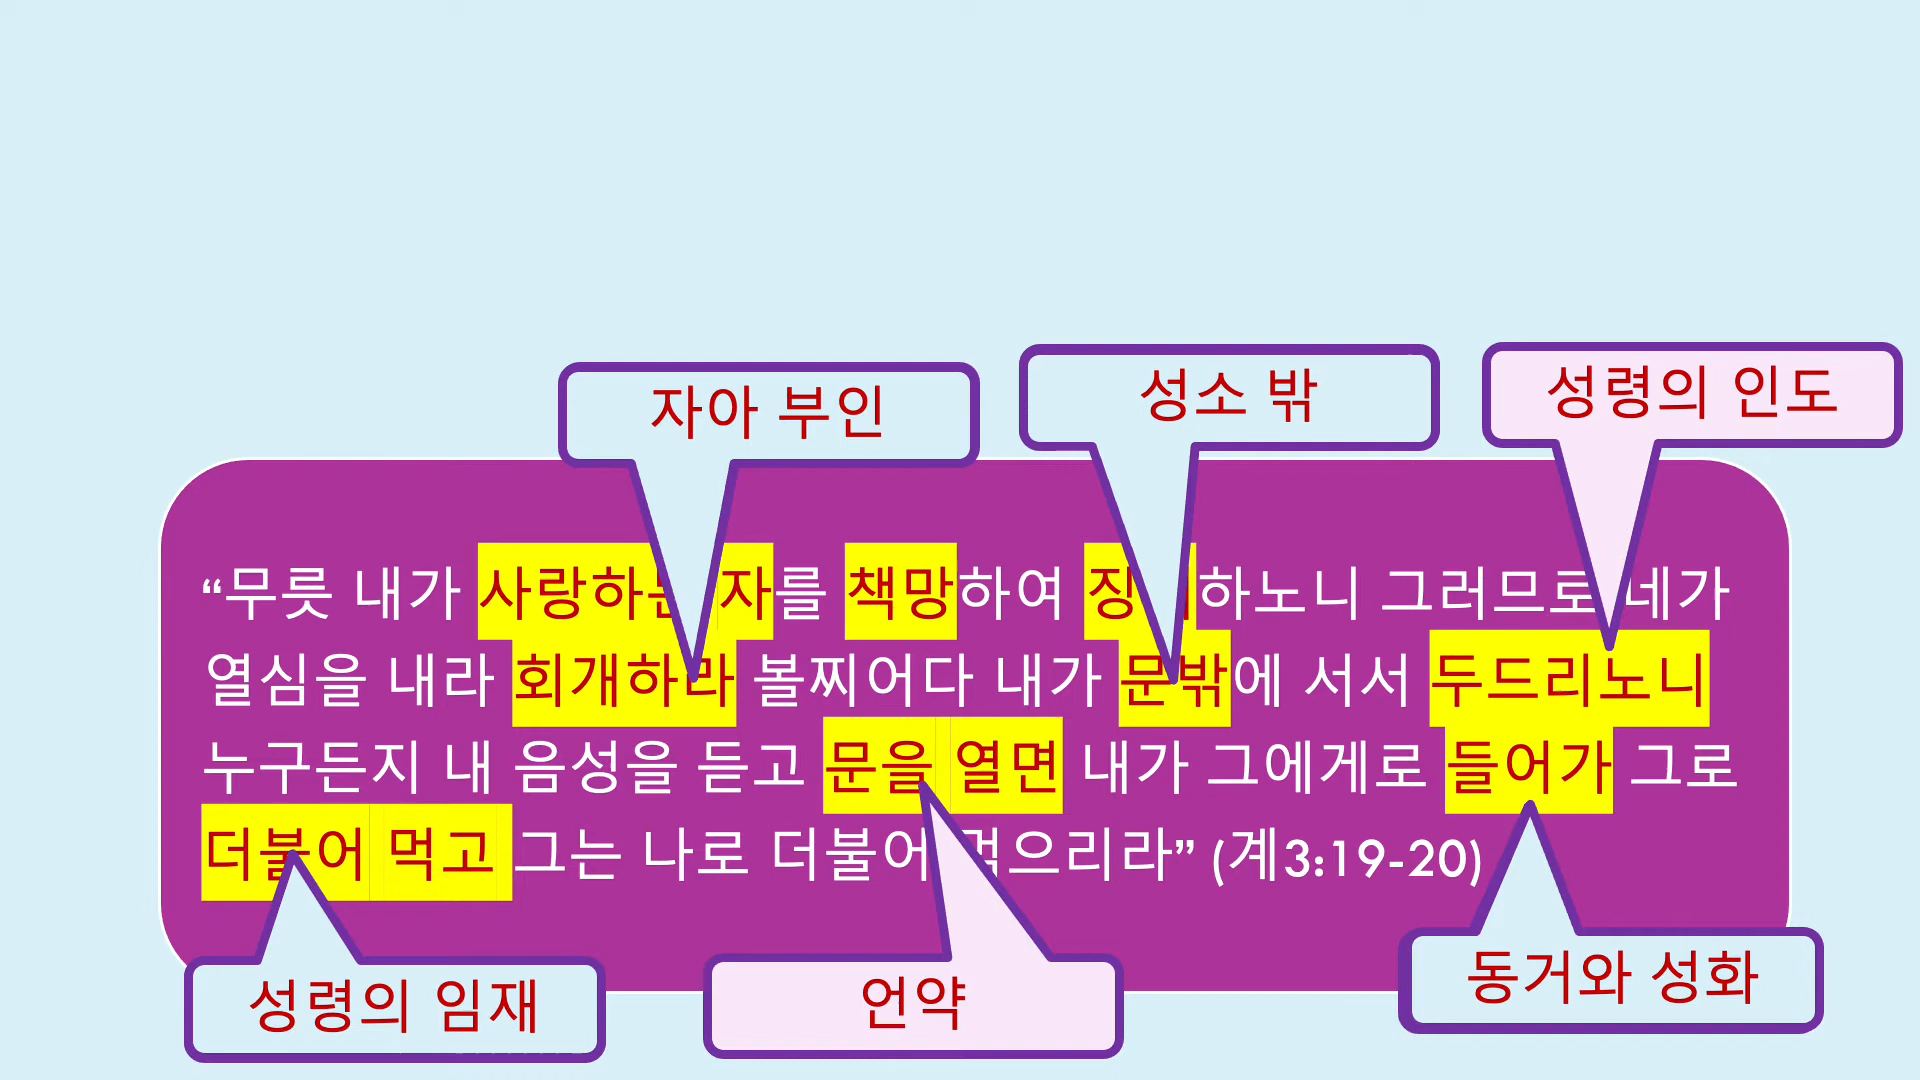 자아 부인
성소 밖
성령의 인도
“무릇 내가 사랑하는 자를 책망하여 하노니 그러므로 네가
열심을 내라 회개하라 볼찌어다 내가 문밖에 서서 두드리노니
누구든지 내 음성을 듣고 문을 열면 내가 그에게로 들어가 그로
더불어 먹고 그는 나로 더불어 먹으리라” (계3:19-20)
성령의 임재
언약
동거와 성화